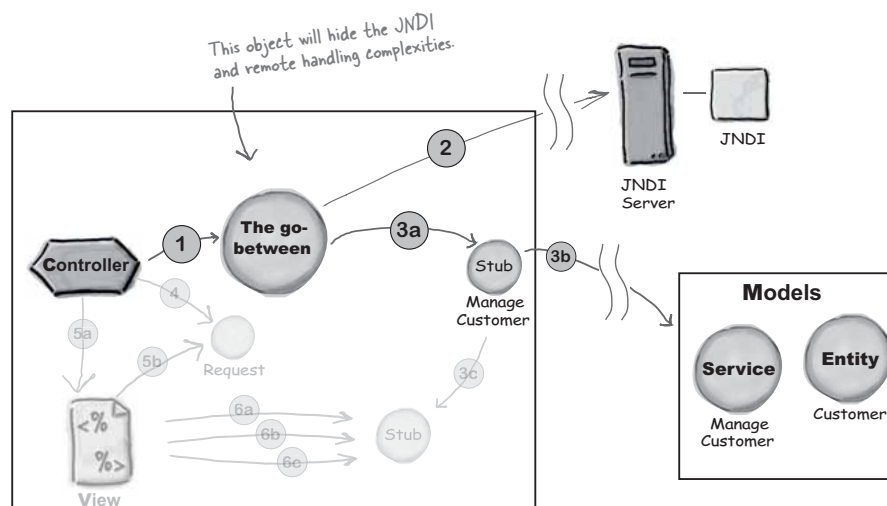 This object will hide the JNDI
and remote handling complexities.
2
JNDI
JNDI
Server
1
The go-
between
3a
Controller
Stub
3b
Manage
Customer
4
5a
5b
Request
3c
Models
Service
Entity
Manage
Customer
Customer
6a
6b
6c
Stub
<%
%>
View